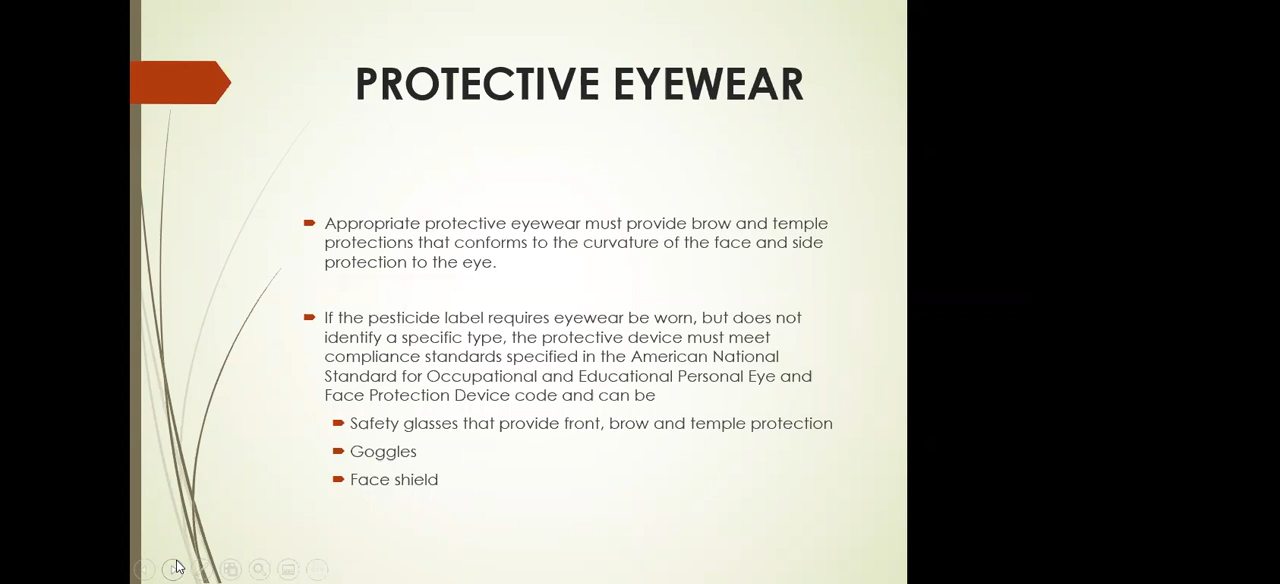 PROTECTIVE EYEWEAR
Appropriate protective eyewear must provide brow and temple
protections that conforms to the curvature of the face and side
protection to the eye.
If the pesticide label requires eyewear be worn, but does not
identify a specific type, the protective device must meet
compliance standards specified in the American National
Standard for Occupational and Educational Personal Eye and
Face Protection Device code and can be
Safety glasses that provide front, brow and temple protection
Goggles
Face shield